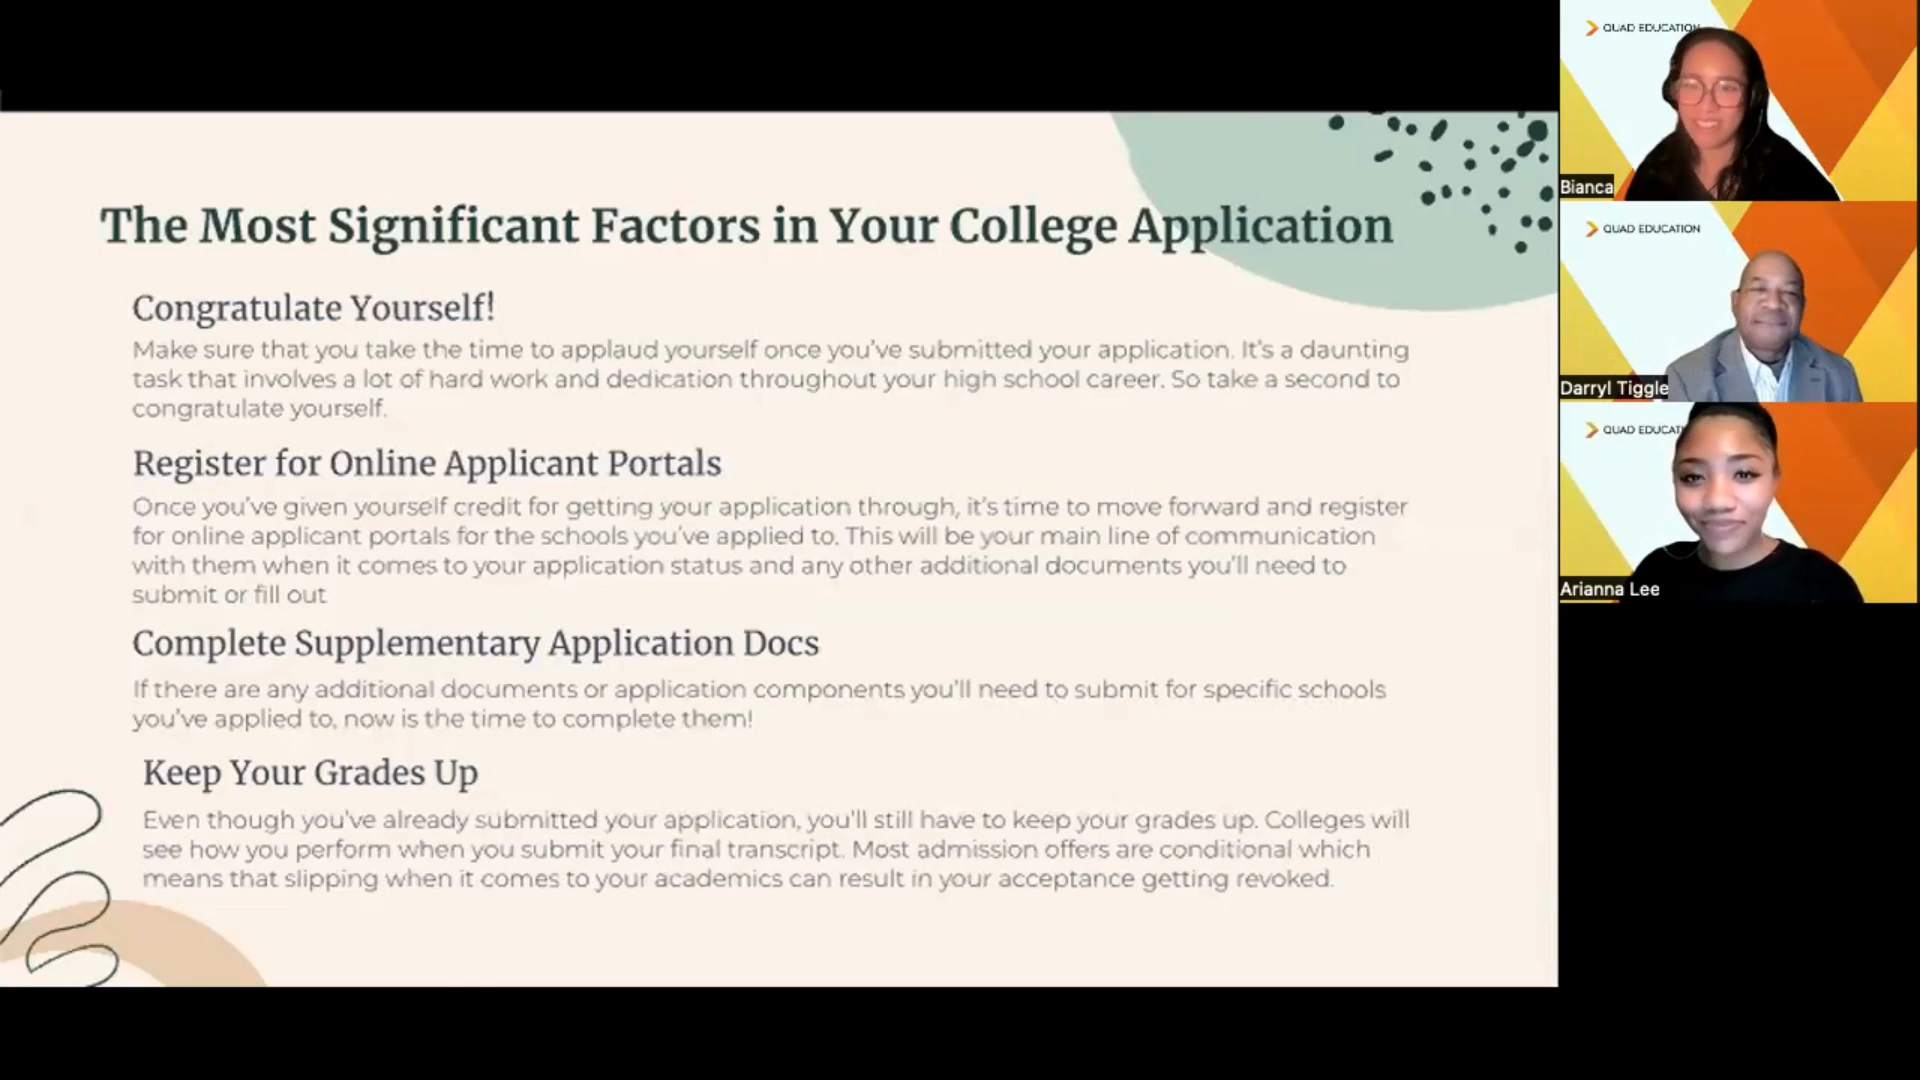 The Most Significant Factors in Your College Application
Congratulate Yourself!
Make sure that you take the time to applaud yourself once you've submitted your application. It's a daunting
task that involves a lot of hard work and dedication throughout your high school career. So take a second to
congratulate yourself.
Register for Online Applicant Portals
Once you've given yourself credit for getting your application through, it's time to move forward and register
for online applicant portals for the schools you've applied to. This will be your main line of communication
with them when it comes to your application status and any other additional documents you'll need to
submit or fill out
Complete Supplementary Application Docs
If there are any additional documents or application components you'll need to submit for specific schools
you've applied to, now is the time to complete them!
Keep Your Grades Up
Even though you've already submitted your application, you'll still have to keep your grades up. Colleges will
see how you perform when you submit your final transcript. Most admission offers are conditional which
means that slipping when it comes to your academics can result in your acceptance getting revoked.
QUAD EDUCATION
Bianca
QUAD EDUCATION
Darryl Tiggle
QUAD EDUCATI
Arianna Lee